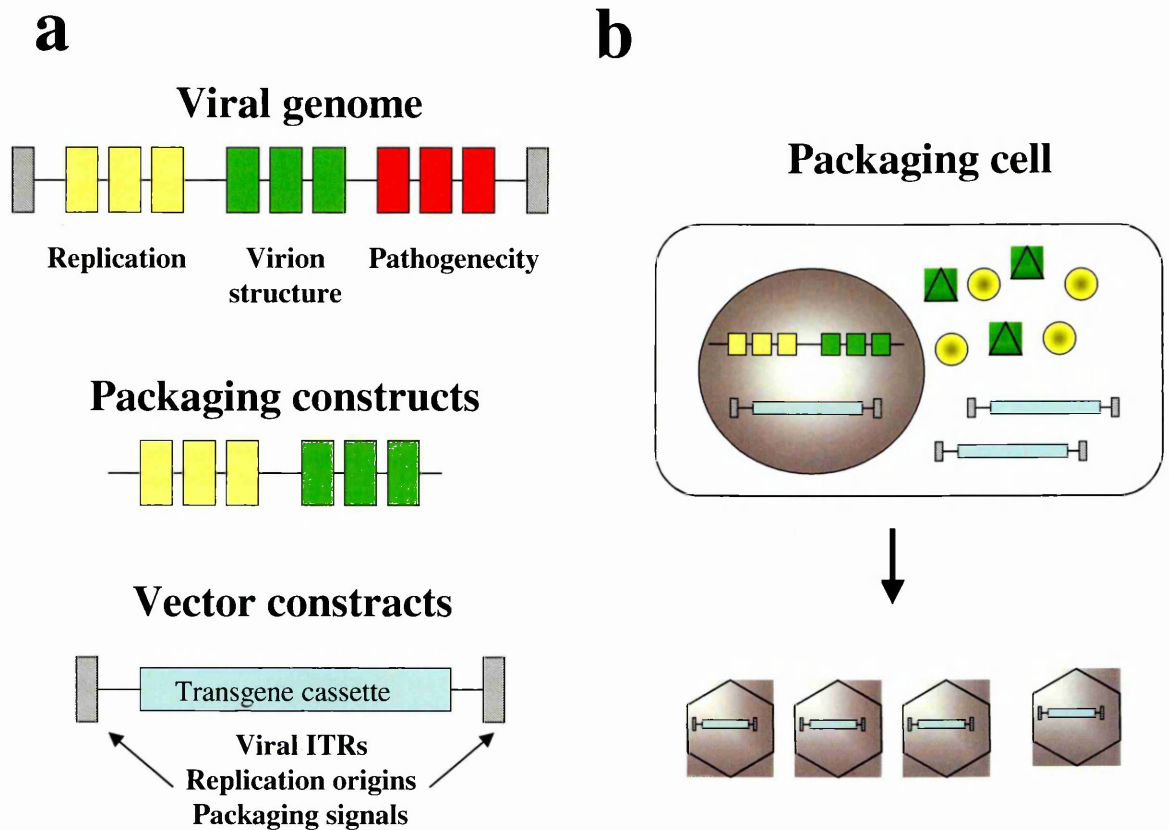 a
Viral genome
Replication
Virion
structure
Pathogenecity
Packaging constructs
Vector constracts
Transgene cassette
Viral ITRs
Replication origins
Packaging signals
b
Packaging cell